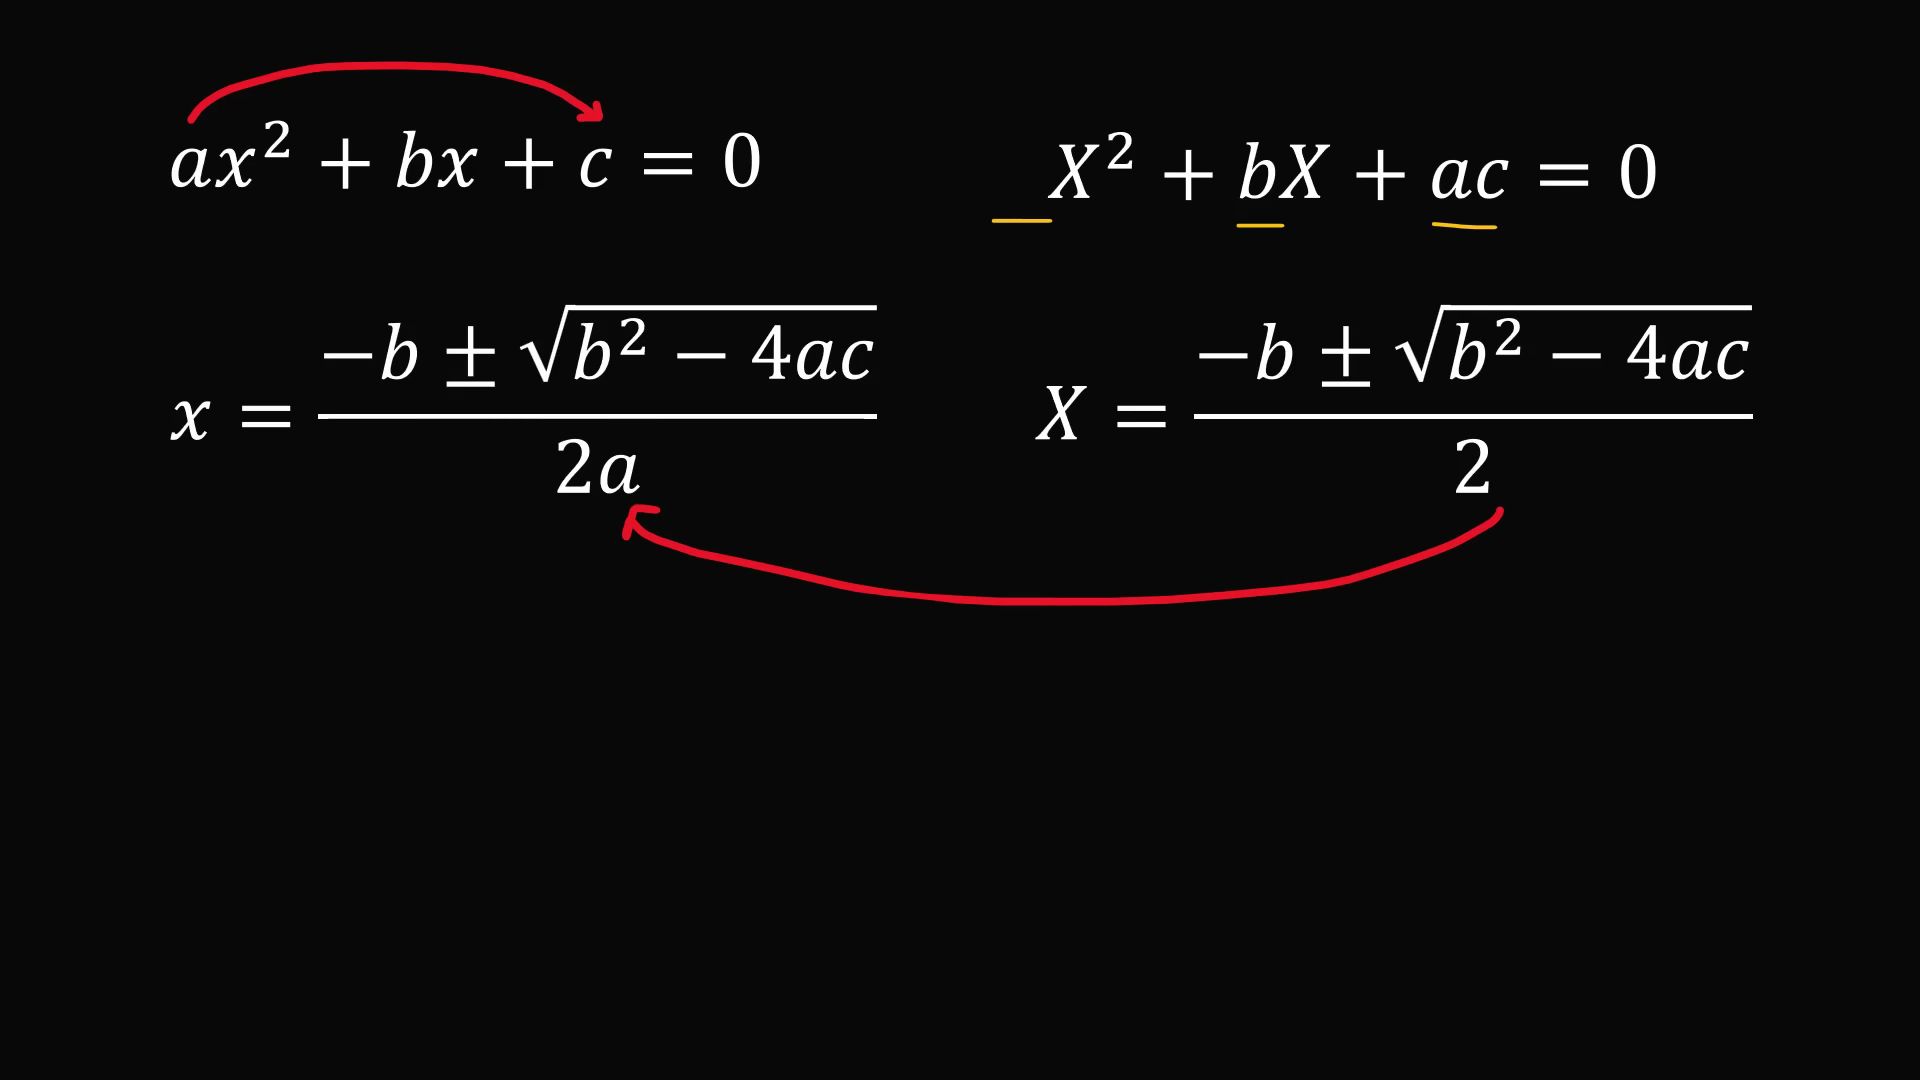 ax² + bx + c = 0
X² + bX + ac = 0
x = (−b ± √(b² − 4ac)) / 2a
X = (−b ± √(b² − 4ac)) / 2